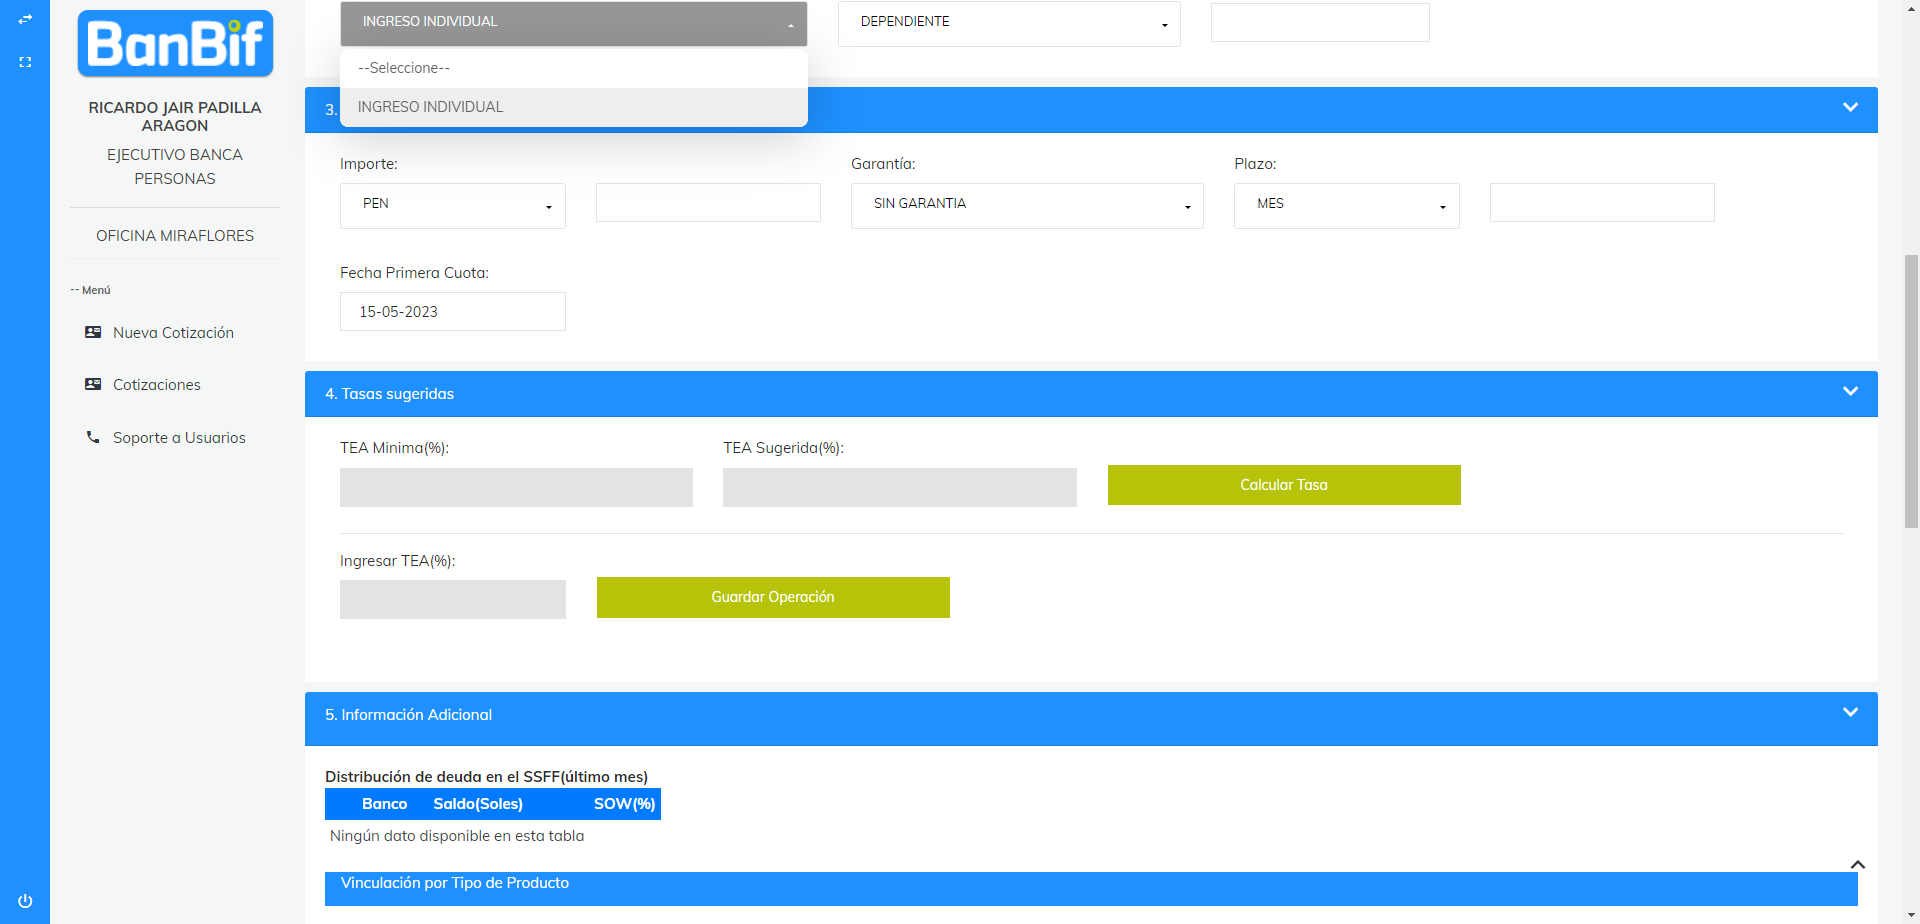 BanBif
RICARDO JAIR PADILLA
ARAGON
EJECUTIVO BANCA
PERSONAS
OFICINA MIRAFLORES
-- Menú
Nueva Cotización
Cotizaciones
Soporte a Usuarios
INGRESO INDIVIDUAL
DEPENDIENTE
--Seleccione--
INGRESO INDIVIDUAL
3.
Importe:
Garantía:
Plazo:
PEN
SIN GARANTIA
MES
Fecha Primera Cuota:
15-05-2023
4. Tasas sugeridas
TEA Minima(%):
TEA Sugerida(%):
Calcular Tasa
Ingresar TEA(%):
Guardar Operación
5. Información Adicional
Distribución de deuda en el SSFF(último mes)
Banco Saldo(Soles) SOW(%)
Ningún dato disponible en esta tabla
Vinculación por Tipo de Producto